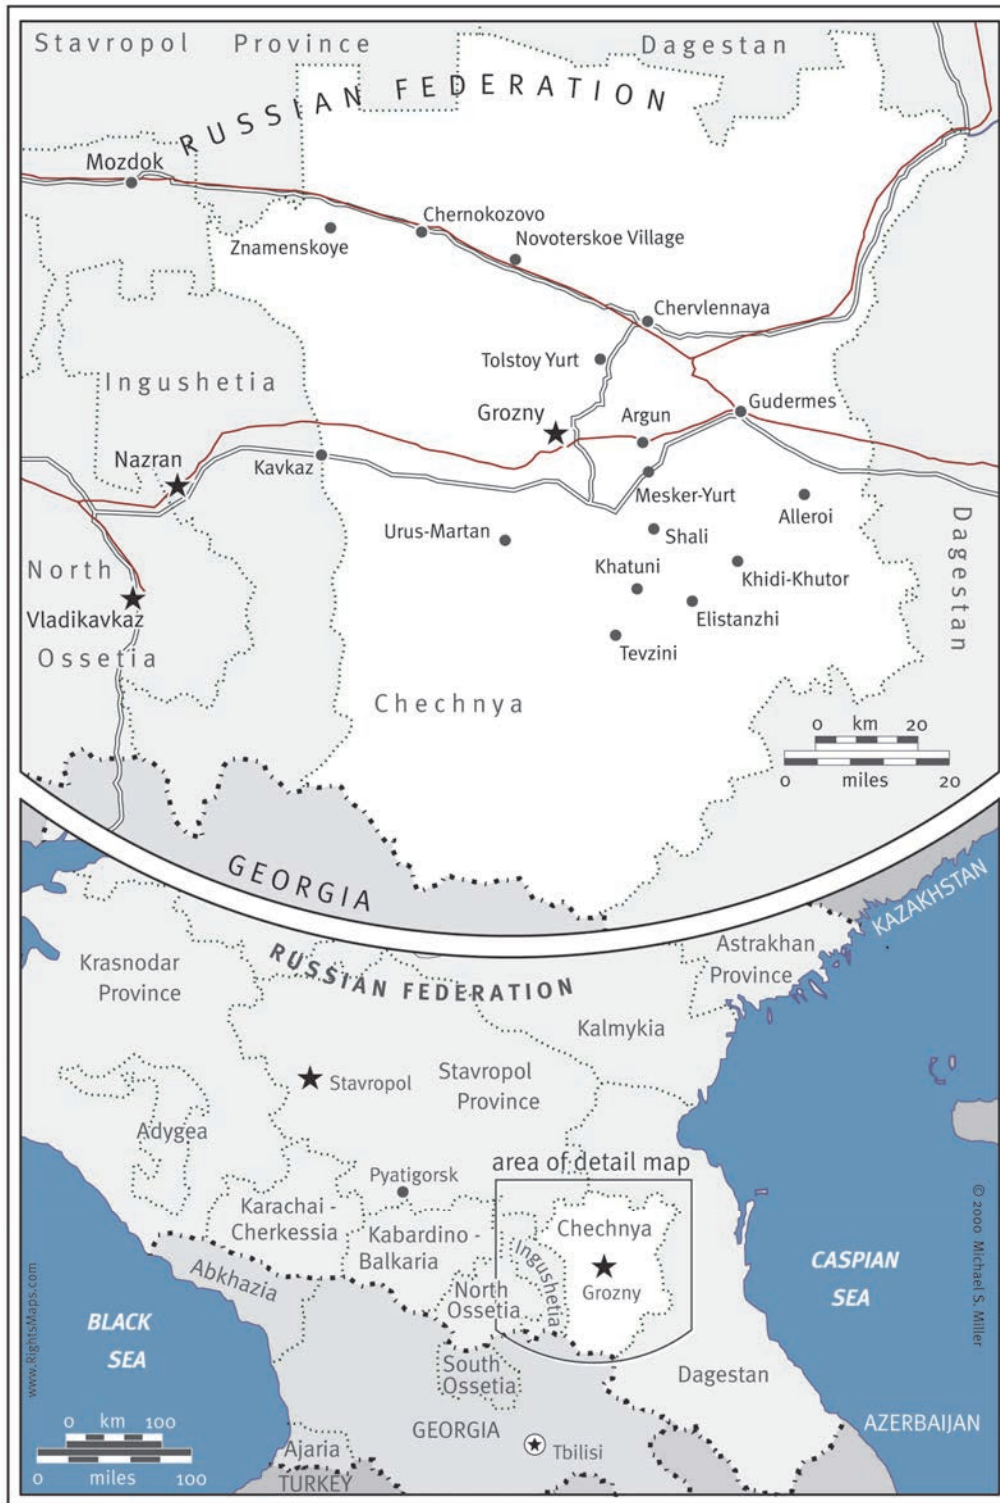 Stavropol Province
Dagestan
RUSSIAN FEDERATION
Mozdok
Chernokozovo
Znamenskoye
Novoterskoe Village
Chervlennaya
Tolstoy Yurt
Ingushetia
Grozny
Argun
Gudermes
Nazran
Kavkaz
Mesker-Yurt
Alleroi
Urus-Martan
Shali
Dagestan
Khatuni
Khidi-Khutor
North
Ossetia
Vladikavkaz
Elistanzhi
Tevzini
Chechnya
0 km 20
0 miles 20
GEORGIA
KAZAKHSTAN
Astrakhan
Province
Krasnodar
Province
RUSSIAN FEDERATION
Kalmykia
Stavropol
Stavropol
Province
Adygea
area of detail map
Pyatigorsk
Karachai -
Cherkessia
Kabardino -
Balkaria
Chechnya
Ingushetia
Grozny
Abkhazia
North
Ossetia
CASPIAN
SEA
© 2000 Michael S. Miller
www.RightsMaps.com
BLACK
SEA
South
Ossetia
Dagestan
GEORGIA
AZERBAIJAN
0 km 100
0 miles 100
Ajaria
Tbilisi
TURKEY